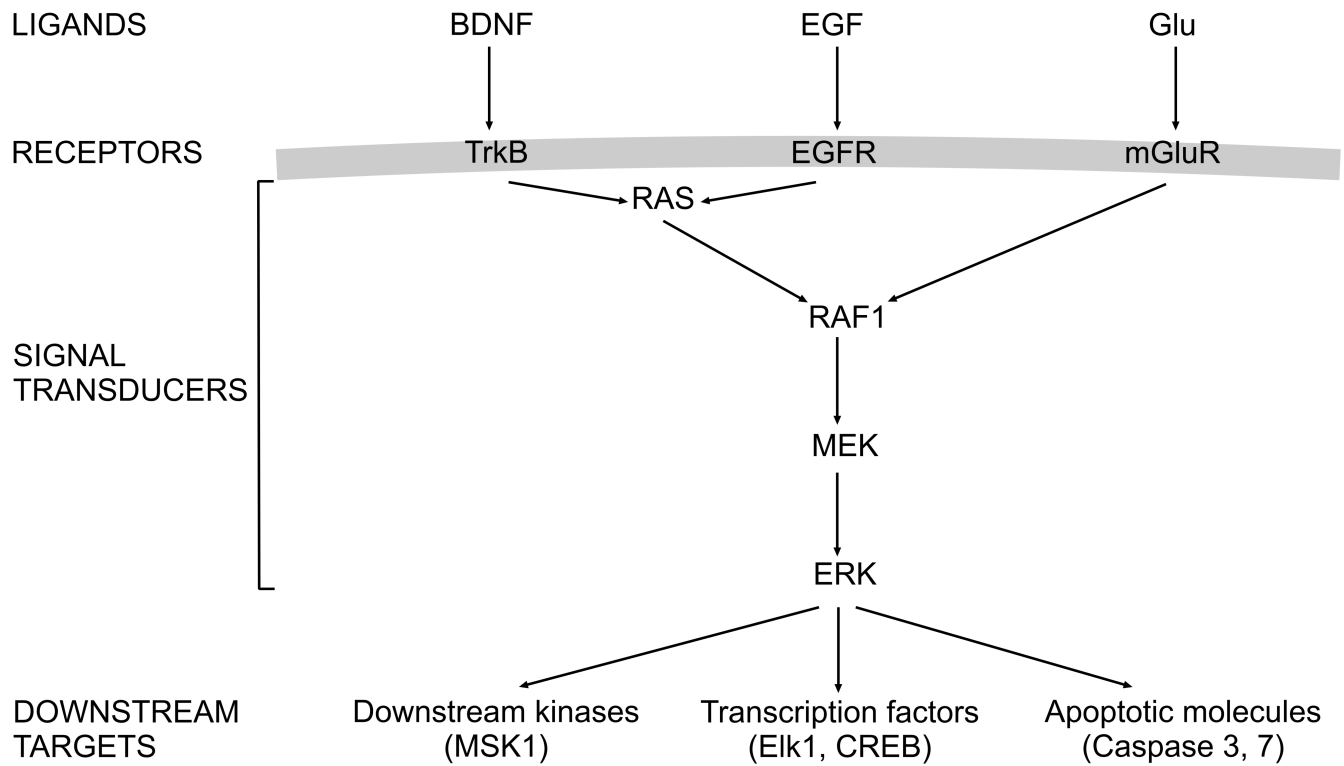 LIGANDS BDNF EGF Glu
RECEPTORS TrkB EGFR mGluR
RAS
RAF1
SIGNAL
TRANSDUCERS
MEK
ERK
DOWNSTREAM Downstream kinases Transcription factors Apoptotic molecules
TARGETS (MSK1) (Elk1, CREB) (Caspase 3, 7)